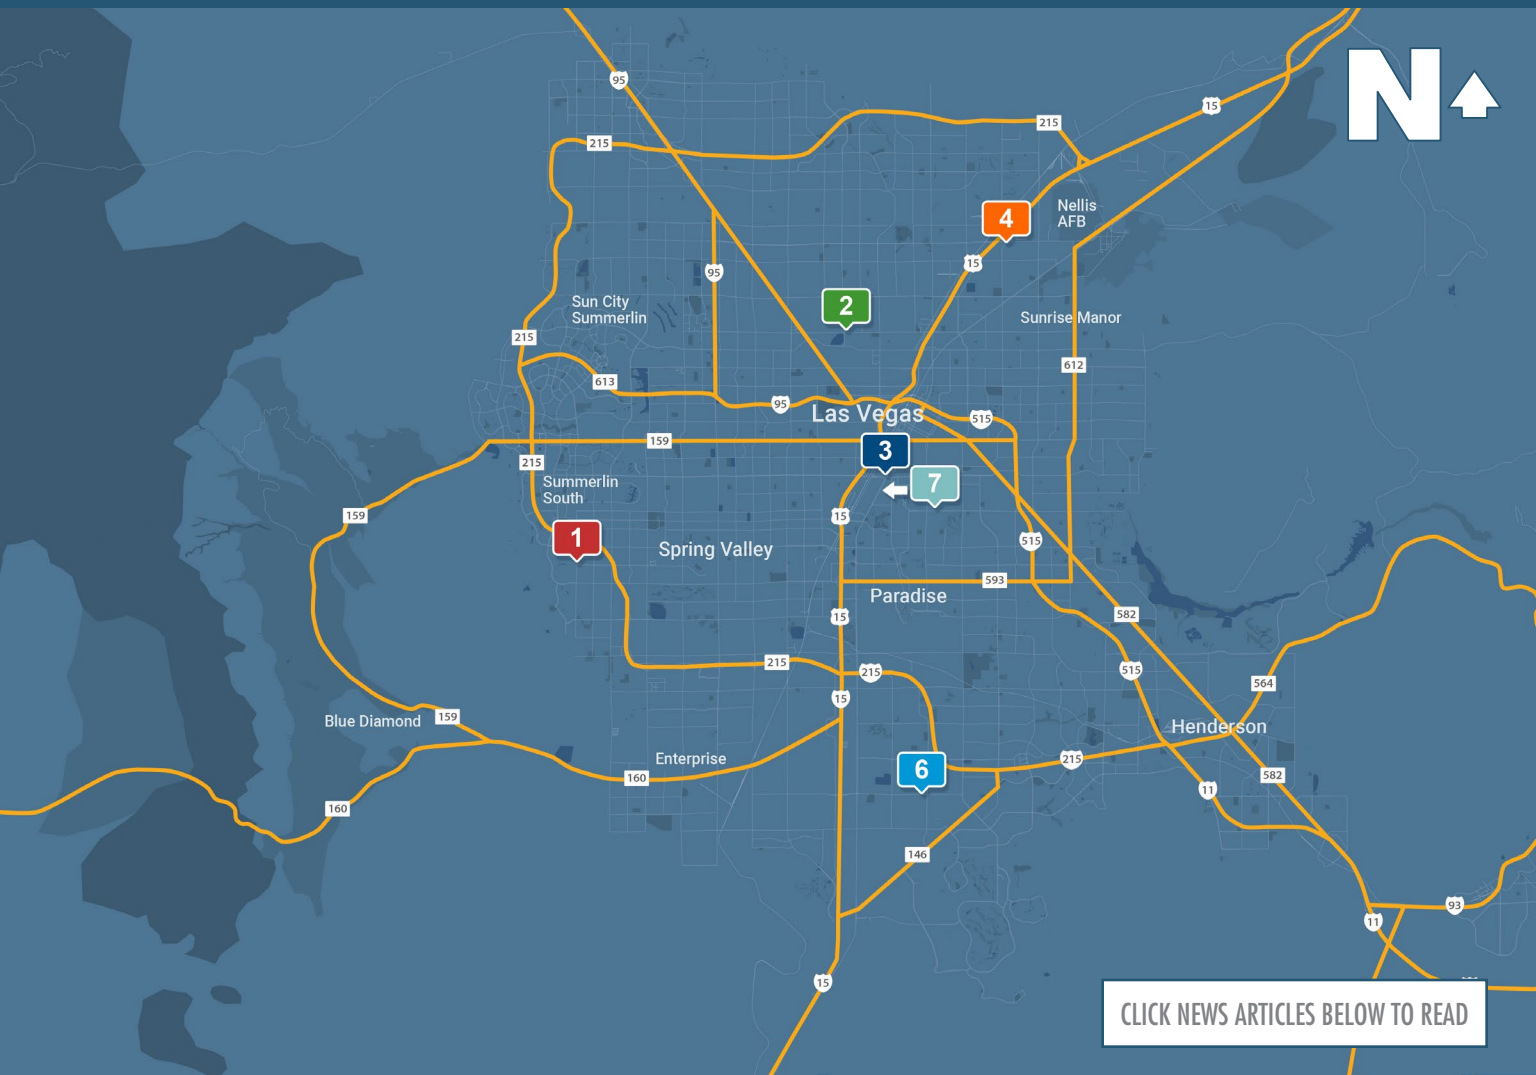 N
95
215
15
215
Nellis
AFB
4
15
95
Sun City
Summerlin
2
Sunrise Manor
215
612
613
95
Las Vegas
515
159
3
215
7
Summerlin
South
159
15
1
515
Spring Valley
593
Paradise
582
15
215
215
515
564
15
159
Blue Diamond
Henderson
Enterprise
215
6
160
582
11
160
146
93
11
15
CLICK NEWS ARTICLES BELOW TO READ